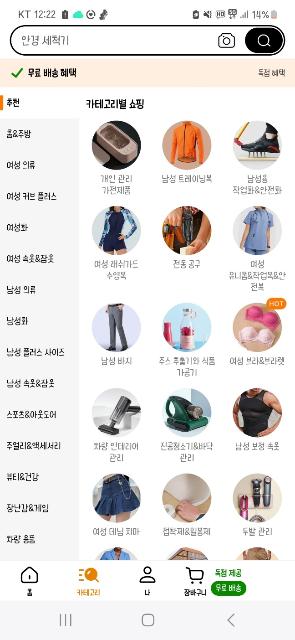 KT 12:22
14%
안경 세척기
무료 배송 혜택
독점 혜택
추천
홈&주방
여성 의류
여성 커브 플러스
여성화
여성 속옷&잠옷
남성 의류
남성화
남성 플러스 사이즈
남성 속옷&잠옷
스포츠&아웃도어
주얼리&액세서리
뷰티&건강
장난감&게임
차량 용품
카테고리별 쇼핑
개인 관리
가전제품
남성 트레이닝복
남성용
작업화&안전화
여성 래쉬가드
수영복
전동 공구
여성
유니폼&작업복&안
전복
남성 바지
주스 추출기와 식품
가공기
HOT
여성 브라&브라렛
차량 인테리어
관리
진공청소기&바닥
관리
남성 보정 속옷
여성 데님 치마
접착제&밀봉제
두발 관리
홈
카테고리
나
장바구니
독점 제공
무료 배송